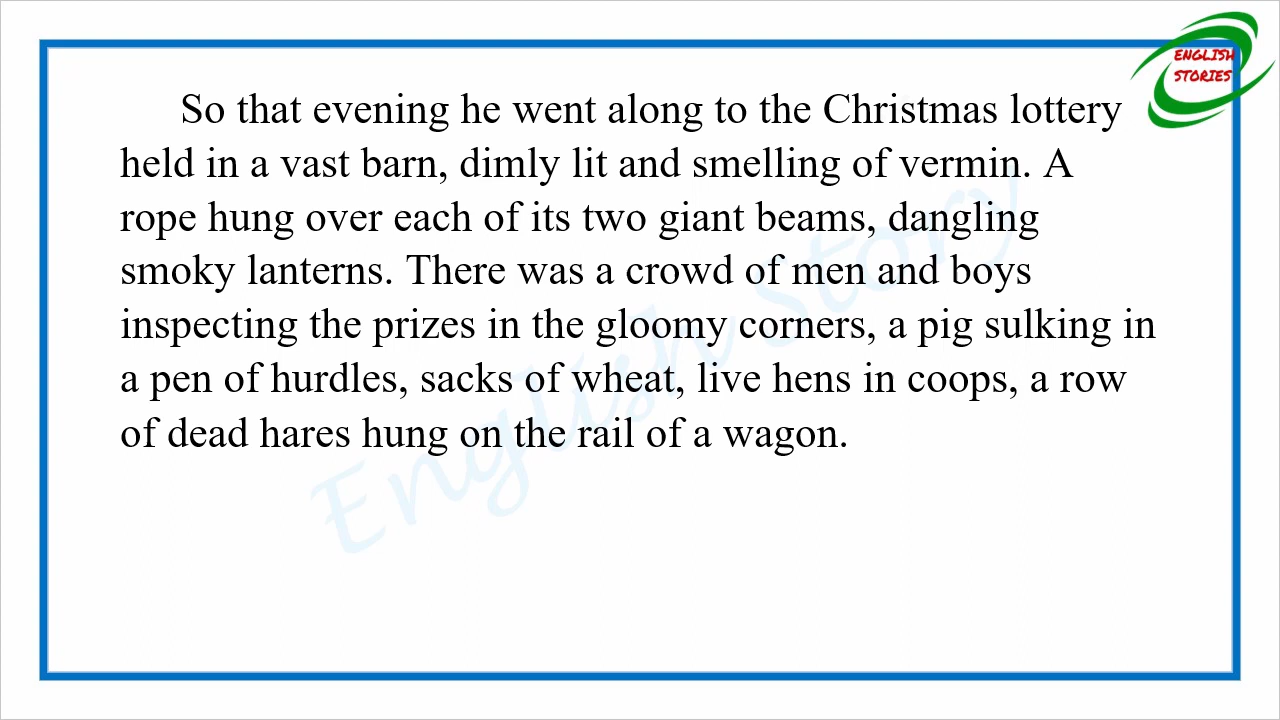 ENGLISH
STORIES
So that evening he went along to the Christmas lottery
held in a vast barn, dimly lit and smelling of vermin. A
rope hung over each of its two giant beams, dangling
smoky lanterns. There was a crowd of men and boys
inspecting the prizes in the gloomy corners, a pig sulking in
a pen of hurdles, sacks of wheat, live hens in coops, a row
of dead hares hung on the rail of a wagon.
English Story